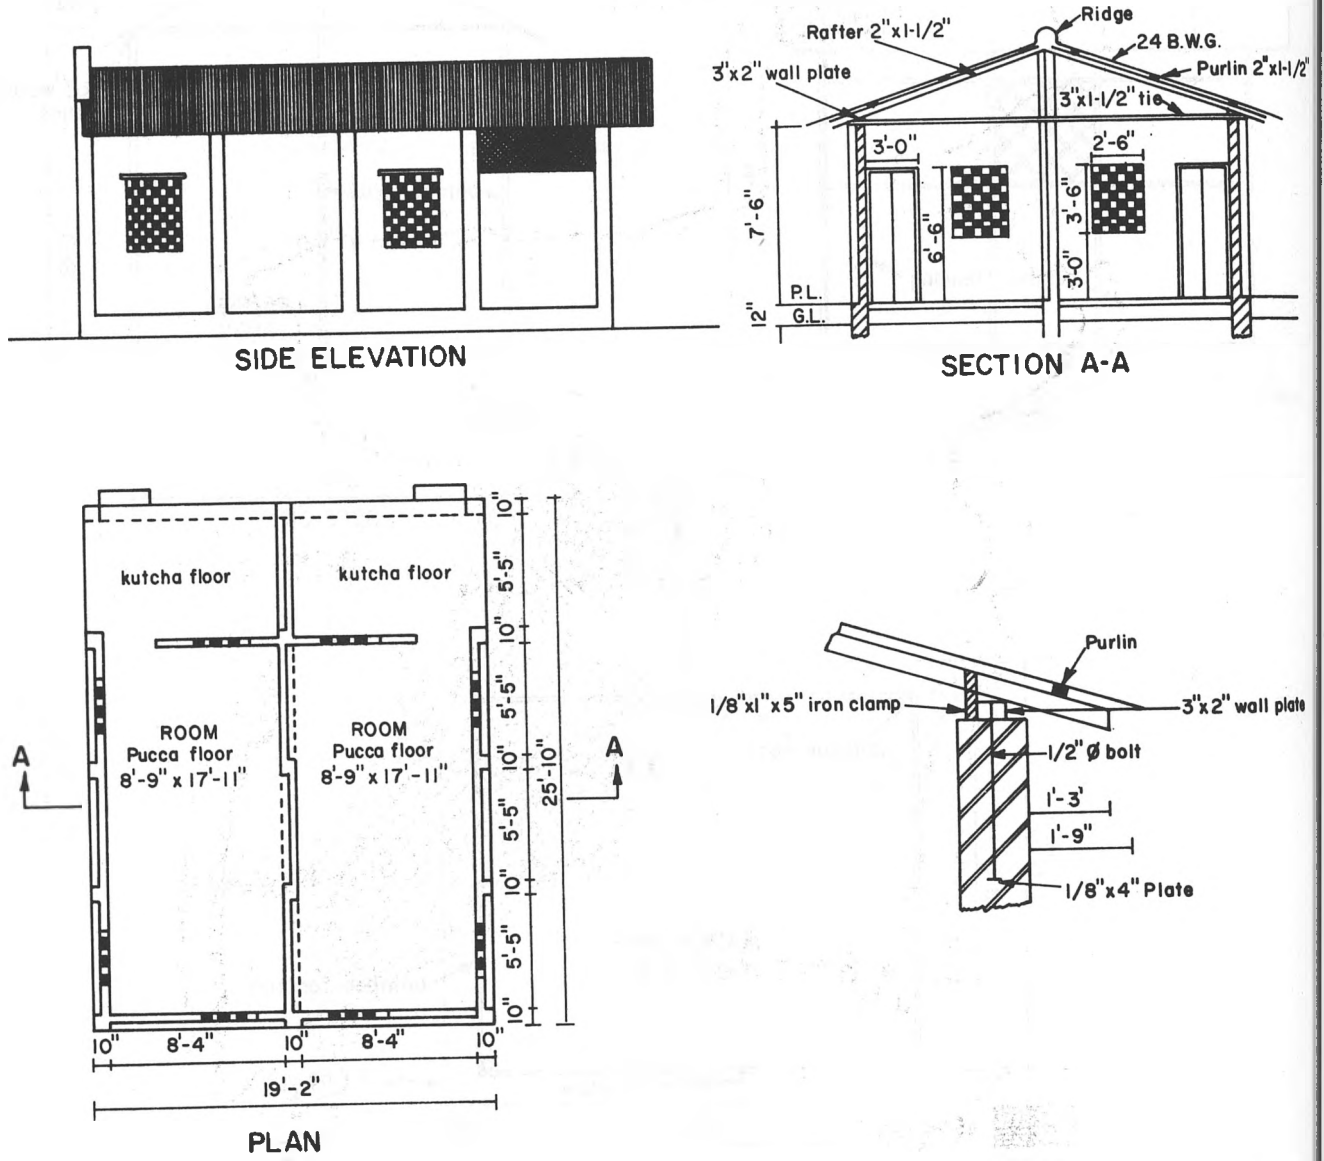 Ridge
Rafter 2"x1-1/2"
24 B.W.G.
3"x2" wall plate
Purlin 2"x1-1/2"
3"x1-1/2" tie
3'-0"
2'-6"
7'-6"
6'-6"
3'-6"
3'-0"
P.L.
G.L.
12"
SIDE ELEVATION
SECTION A-A
10"
kutcha floor
kutcha floor
5'-5"
10"
5'-5"
ROOM
Pucca floor
8'-9" x 17'-11"
ROOM
Pucca floor
8'-9" x 17'-11"
A
A
10"
25'-10"
5'-5"
10"
5'-5"
10"
10"
8'-4"
10"
8'-4"
10"
19'-2"
PLAN
Purlin
1/8"x1"x5" iron clamp
3"x2" wall plate
1/2" Ø bolt
1'-3'
1'-9"
1/8"x4" Plate